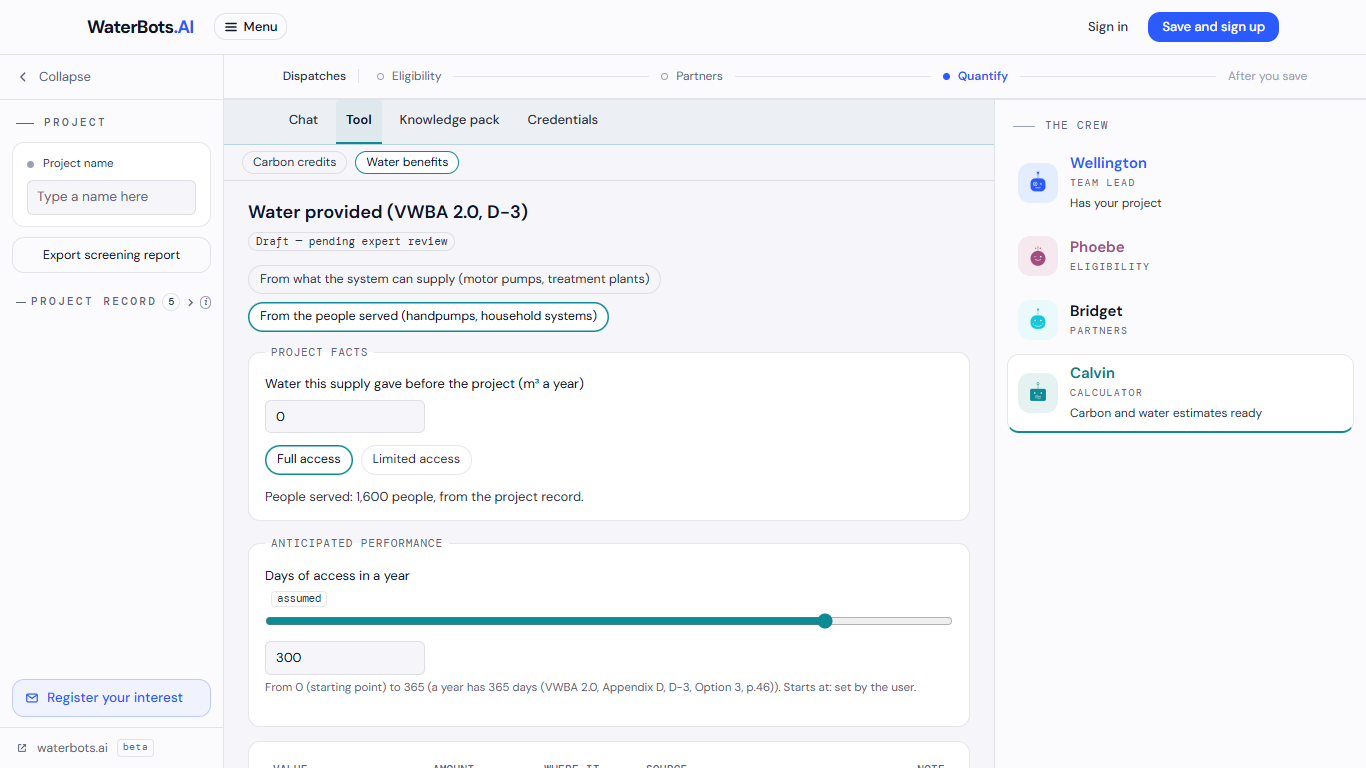 WaterBots.AI
Menu
Sign in
Save and sign up
Collapse
Dispatches
Eligibility
Partners
Quantify
After you save
PROJECT
Project name
Type a name here
Export screening report
PROJECT RECORD 5 i
Register your interest
waterbots.ai beta
Chat
Tool
Knowledge pack
Credentials
Carbon credits
Water benefits
Water provided (VWBA 2.0, D-3)
Draft — pending expert review
From what the system can supply (motor pumps, treatment plants)
From the people served (handpumps, household systems)
PROJECT FACTS
Water this supply gave before the project (m³ a year)
0
Full access
Limited access
People served: 1,600 people, from the project record.
ANTICIPATED PERFORMANCE
Days of access in a year
assumed
300
From 0 (starting point) to 365 (a year has 365 days (VWBA 2.0, Appendix D, D-3, Option 3, p.46)). Starts at: set by the user.
VALUE AMOUNT WHERE IT SOURCE NOTE
THE CREW
Wellington
TEAM LEAD
Has your project
Phoebe
ELIGIBILITY
Bridget
PARTNERS
Calvin
CALCULATOR
Carbon and water estimates ready